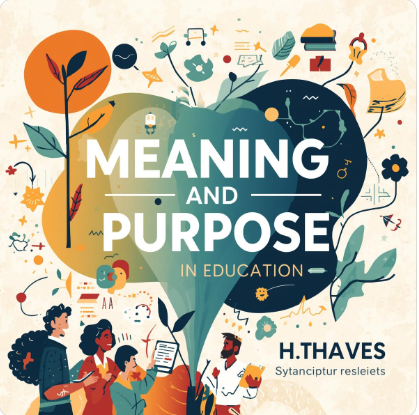 MEANING
AND
PURPOSE
IN EDUCATION
H.THAVES
Sytanciptur resleiets